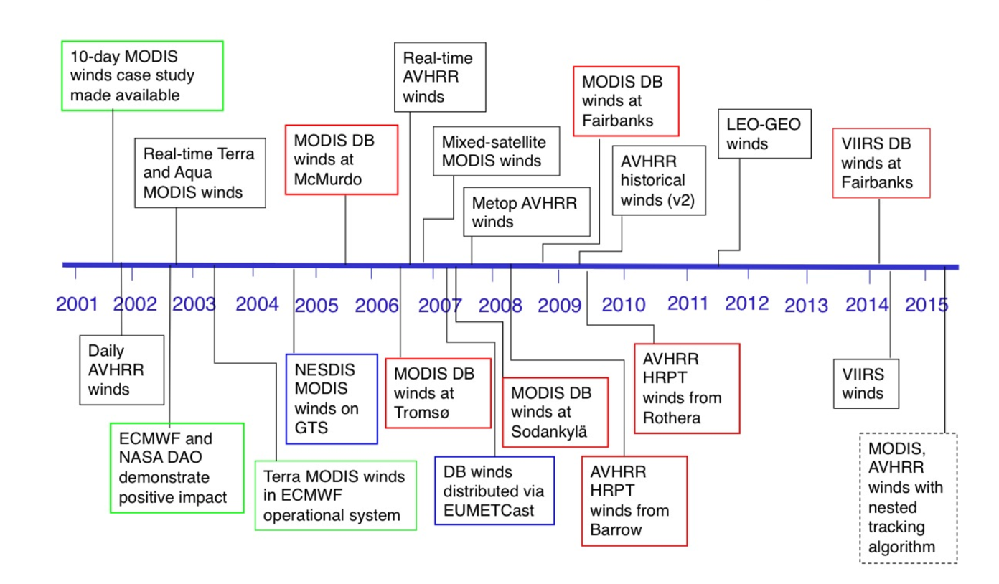 10-day MODIS
winds case study
made available
Real-time Terra
and Aqua
MODIS winds
MODIS DB
winds at
McMurdo
Real-time
AVHRR
winds
Mixed-satellite
MODIS winds
Metop AVHRR
winds
MODIS DB
winds at
Fairbanks
AVHRR
historical
winds (v2)
LEO-GEO
winds
VIIRS DB
winds at
Fairbanks
2001 2002 2003 2004 2005 2006 2007 2008 2009 2010 2011 2012 2013 2014 2015
Daily
AVHRR
winds
ECMWF and
NASA DAO
demonstrate
positive impact
Terra MODIS winds
in ECMWF
operational system
NESDIS
MODIS
winds on
GTS
MODIS DB
winds at
Tromsø
DB winds
distributed via
EUMETCast
MODIS DB
winds at
Sodankylä
AVHRR
HRPT
winds from
Barrow
AVHRR
HRPT
winds from
Rothera
VIIRS
winds
MODIS,
AVHRR
winds with
nested
tracking
algorithm